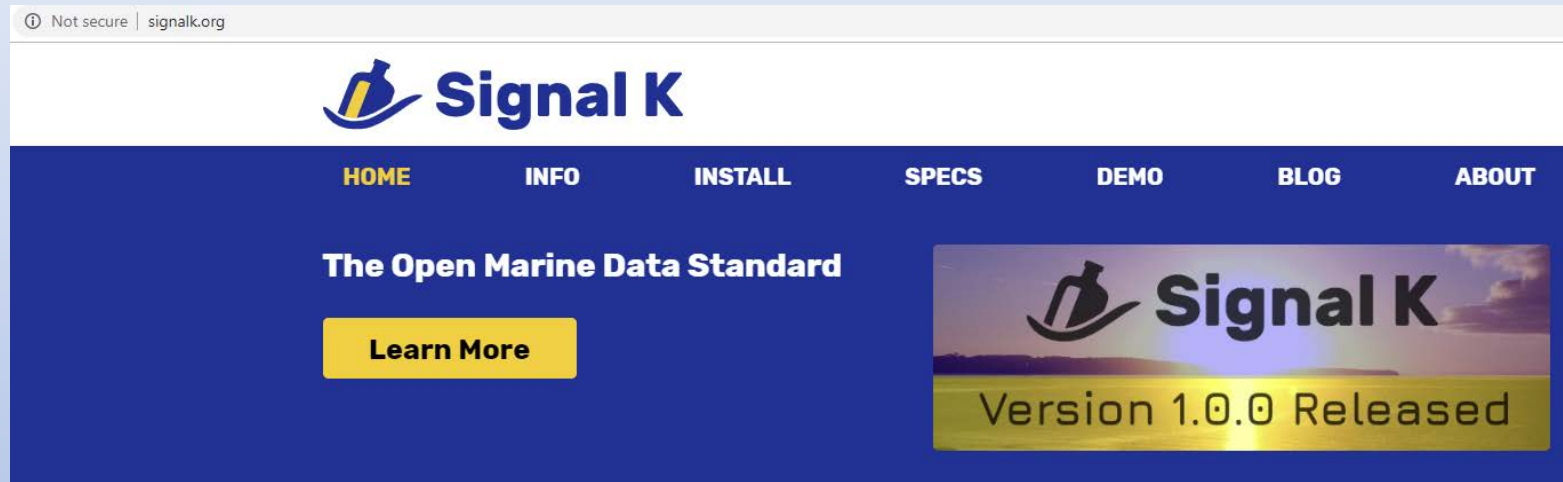 Not secure | signalk.org
Signal K
HOME INFO INSTALL SPECS DEMO BLOG ABOUT
The Open Marine Data Standard
Learn More
Signal K
Version 1.0.0 Released